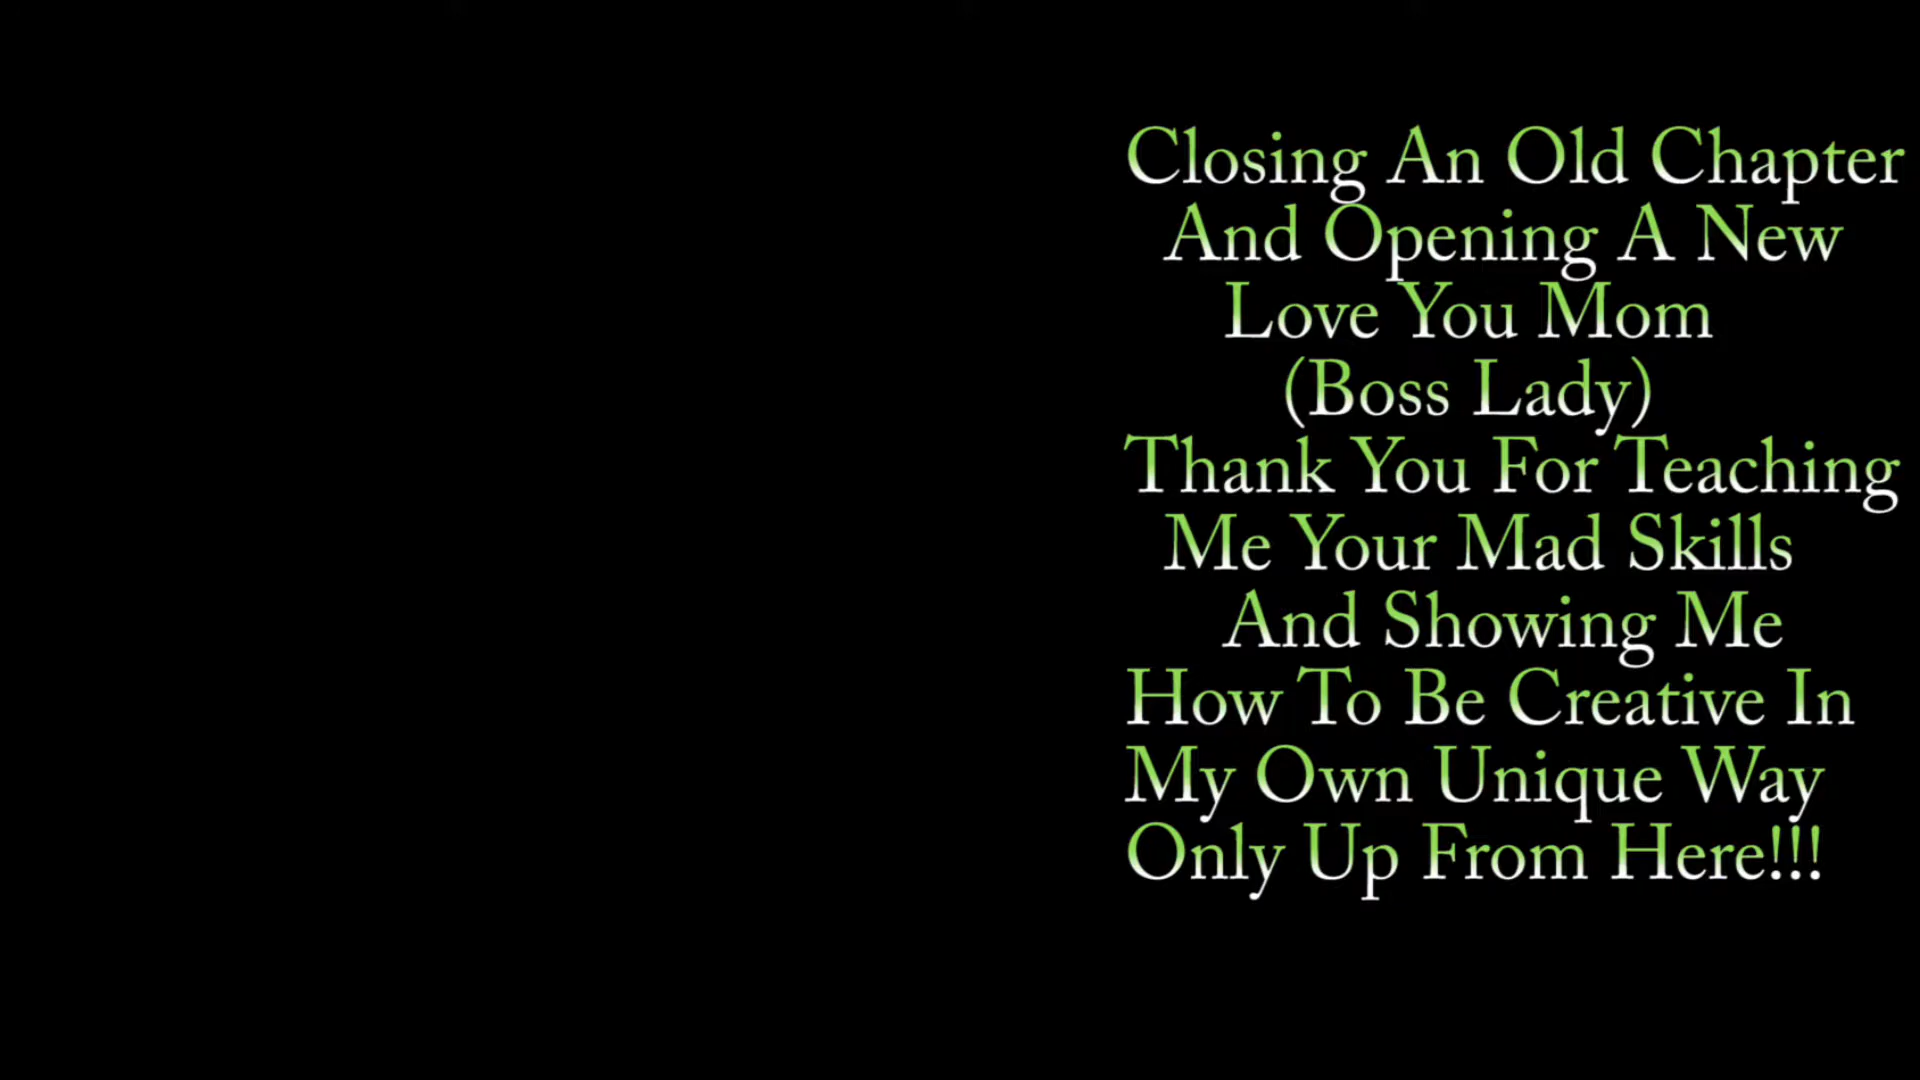 Closing An Old Chapter
And Opening A New
Love You Mom
(Boss Lady)
Thank You For Teaching
Me Your Mad Skills
And Showing Me
How To Be Creative In
My Own Unique Way
Only Up From Here!!!